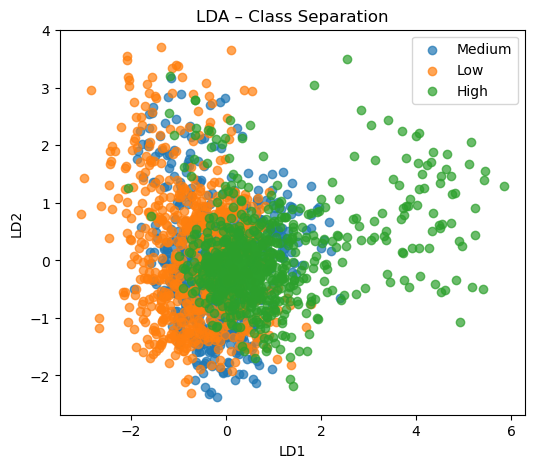 LDA – Class Separation
Medium
Low
High
LD2
4
3
2
1
0
−1
−2
−2 0 2 4 6
LD1